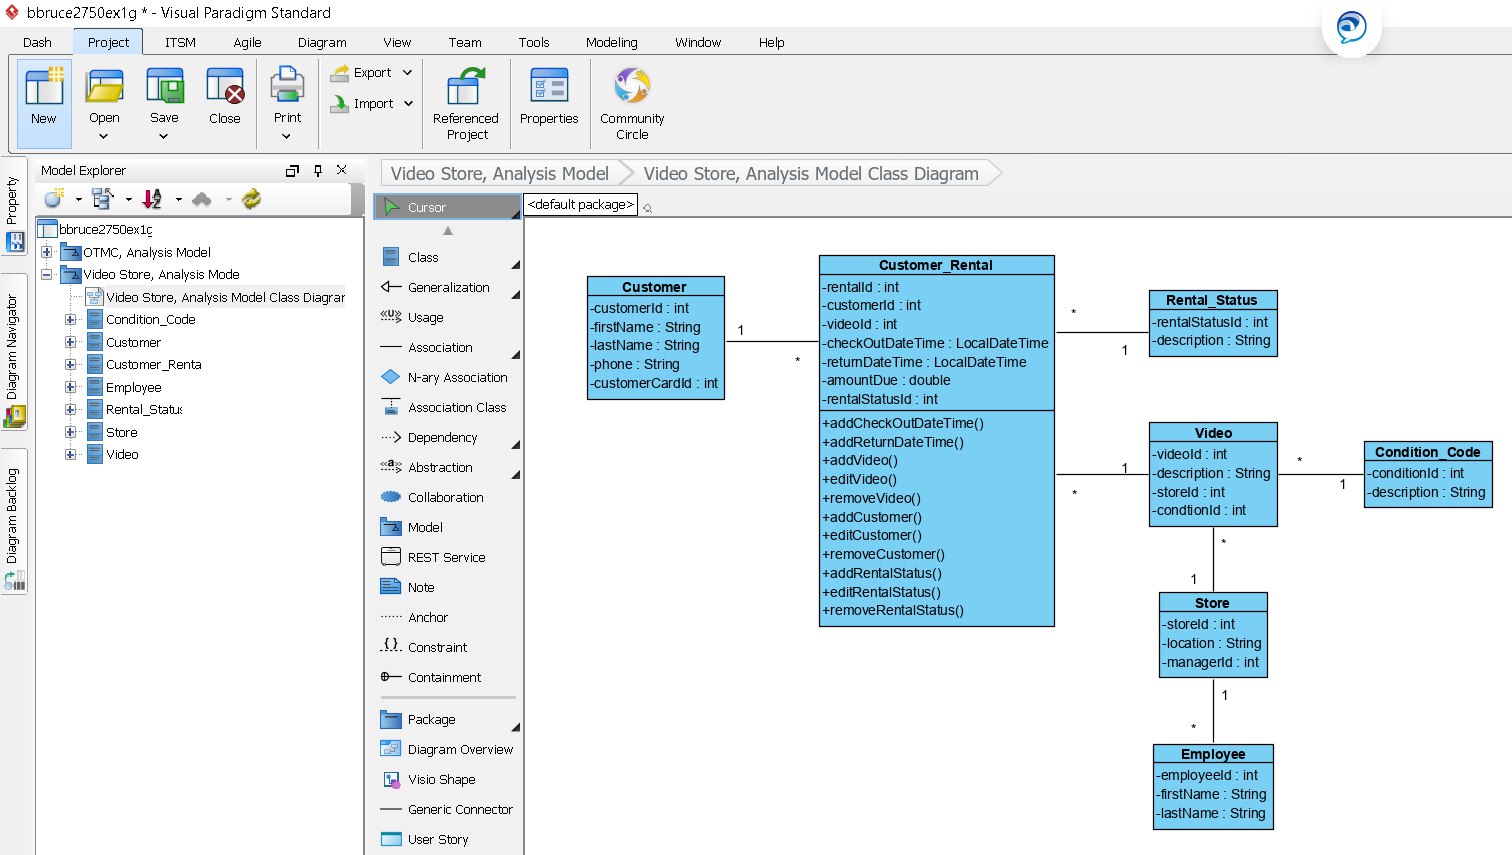 bbruce2750ex1g * - Visual Paradigm Standard
Dash Project ITSM Agile Diagram View Team Tools Modeling Window Help
New Open Save Close Print Export Import Referenced Project Properties Community Circle
Property
Diagram Navigator
Diagram Backlog
Model Explorer
bbruce2750ex1g
OTMC, Analysis Model
Video Store, Analysis Mode
Video Store, Analysis Model Class Diagrar
Condition_Code
Customer
Customer_Renta
Employee
Rental_Status
Store
Video
Video Store, Analysis Model
Video Store, Analysis Model Class Diagram
<default package>
Cursor
Class
Generalization
Usage
Association
N-ary Association
Association Class
Dependency
Abstraction
Collaboration
Model
REST Service
Note
Anchor
Constraint
Containment
Package
Diagram Overview
Visio Shape
Generic Connector
User Story
Customer
-customerId : int
-firstName : String
-lastName : String
-phone : String
-customerCardId : int
1
*
Customer_Rental
-rentalId : int
-customerId : int
-videoId : int
-checkOutDateTime : LocalDateTime
-returnDateTime : LocalDateTime
-amountDue : double
-rentalStatusId : int
+addCheckOutDateTime()
+addReturnDateTime()
+addVideo()
+editVideo()
+removeVideo()
+addCustomer()
+editCustomer()
+removeCustomer()
+addRentalStatus()
+editRentalStatus()
+removeRentalStatus()
*
1
Rental_Status
-rentalStatusId : int
-description : String
1
*
Video
-videoId : int
-description : String
-storeId : int
-condtionId : int
*
1
Condition_Code
-conditionId : int
-description : String
*
1
Store
-storeId : int
-location : String
-managerId : int
1
*
Employee
-employeeId : int
-firstName : String
-lastName : String